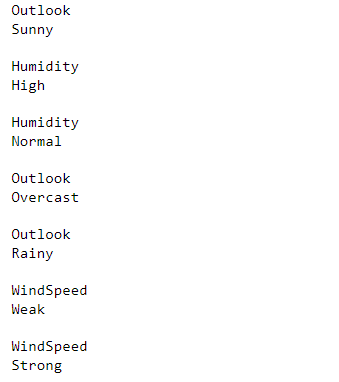 Outlook
Sunny
Humidity
High
Humidity
Normal
Outlook
Overcast
Outlook
Rainy
WindSpeed
Weak
WindSpeed
Strong